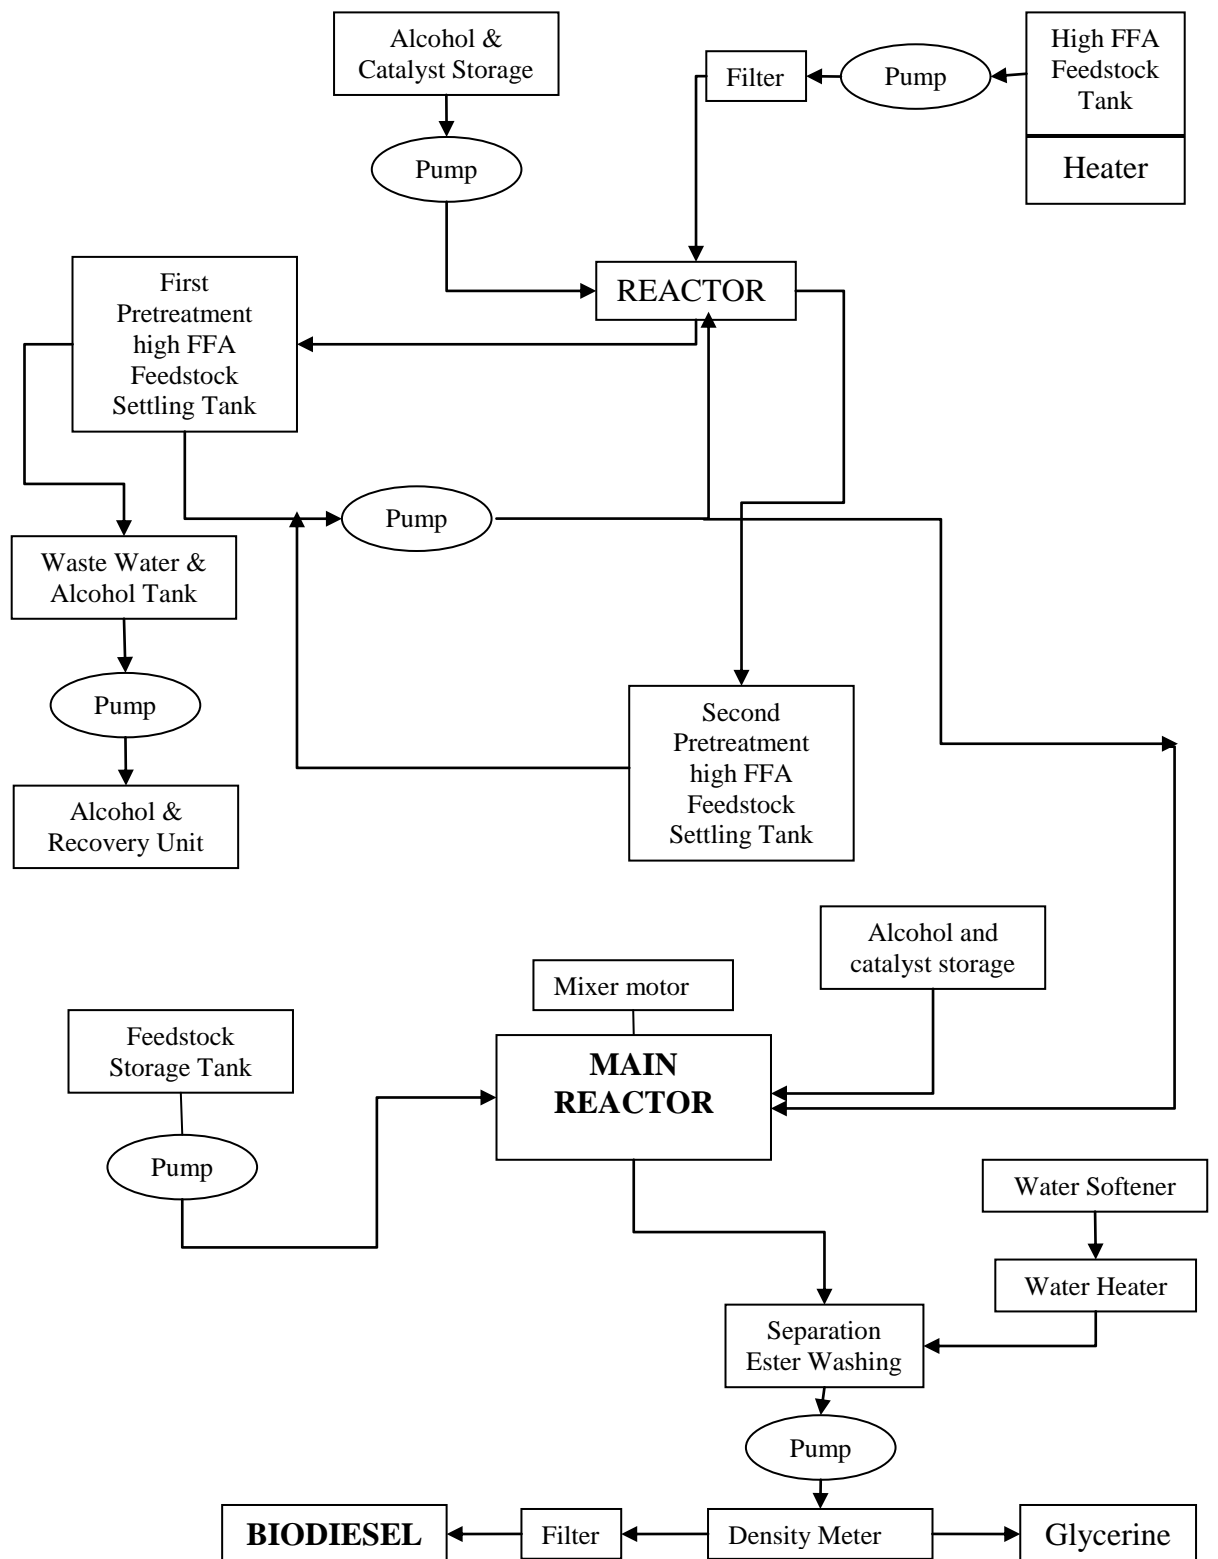 Alcohol &
Catalyst Storage
Filter
Pump
High FFA
Feedstock
Tank
Heater
Pump
REACTOR
First
Pretreatment
high FFA
Feedstock
Settling Tank
Pump
Waste Water &
Alcohol Tank
Pump
Second
Pretreatment
high FFA
Feedstock
Settling Tank
Alcohol &
Recovery Unit
Alcohol and
catalyst storage
Mixer motor
Feedstock
Storage Tank
MAIN
REACTOR
Pump
Water Softener
Water Heater
Separation
Ester Washing
Pump
BIODIESEL
Filter
Density Meter
Glycerine